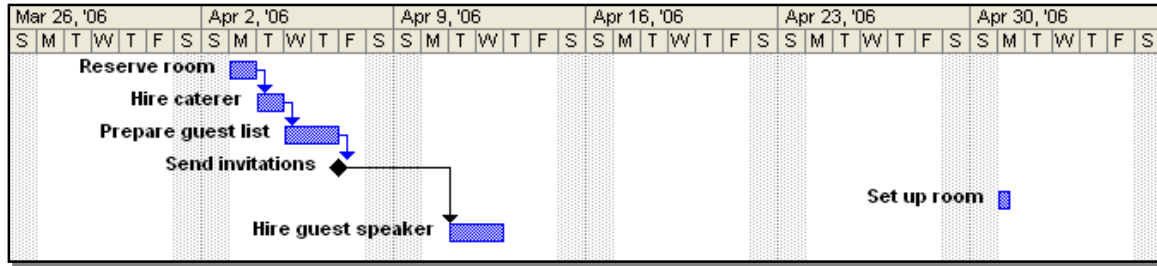 Mar 26, '06 Apr 2, '06 Apr 9, '06 Apr 16, '06 Apr 23, '06 Apr 30, '06
S M T W T F S S M T W T F S S M T W T F S S M T W T F S S M T W T F S S M T W T F S
Reserve room
Hire caterer
Prepare guest list
Send invitations
Set up room
Hire guest speaker